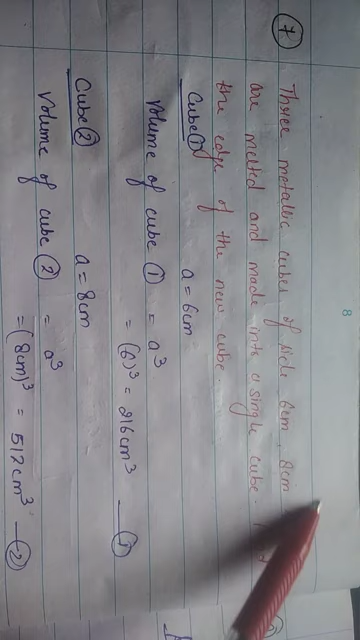 8
(7) Three metallic cubes of side 6cm, 8cm
are melted and made into a single cube.
the edge of the new cube.
Cube (1)
a = 6cm
Volume of cube (1) = a³
= (6)³ = 216cm³ — (1)
Cube (2)
a = 8cm
Volume of cube (2) = a³
= (8cm)³ = 512cm³ — (2)